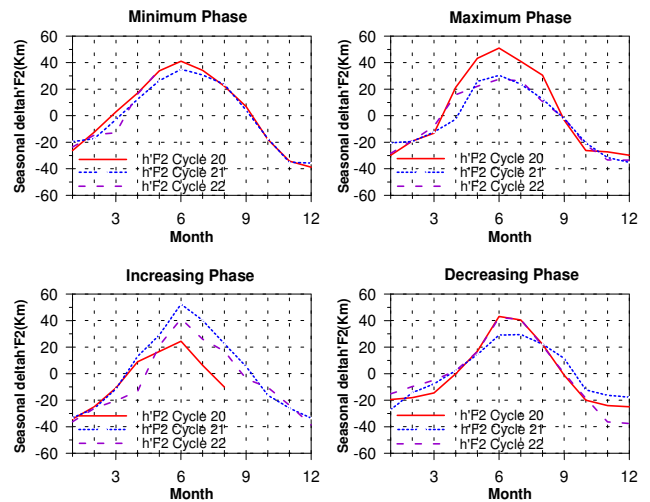 Minimum Phase
Seasonal deltah'F2(Km)
60
40
20
0
-20
-40
-60
h'F2 Cycle 20
h'F2 Cycle 21
h'F2 Cycle 22
3 6 9 12
Month
Maximum Phase
Seasonal deltah'F2(Km)
60
40
20
0
-20
-40
-60
h'F2 Cycle 20
h'F2 Cycle 21
h'F2 Cycle 22
3 6 9 12
Month
Increasing Phase
Seasonal deltah'F2(Km)
60
40
20
0
-20
-40
-60
h'F2 Cycle 20
h'F2 Cycle 21
h'F2 Cycle 22
3 6 9 12
Month
Decreasing Phase
Seasonal deltah'F2(Km)
60
40
20
0
-20
-40
-60
h'F2 Cycle 20
h'F2 Cycle 21
h'F2 Cycle 22
3 6 9 12
Month